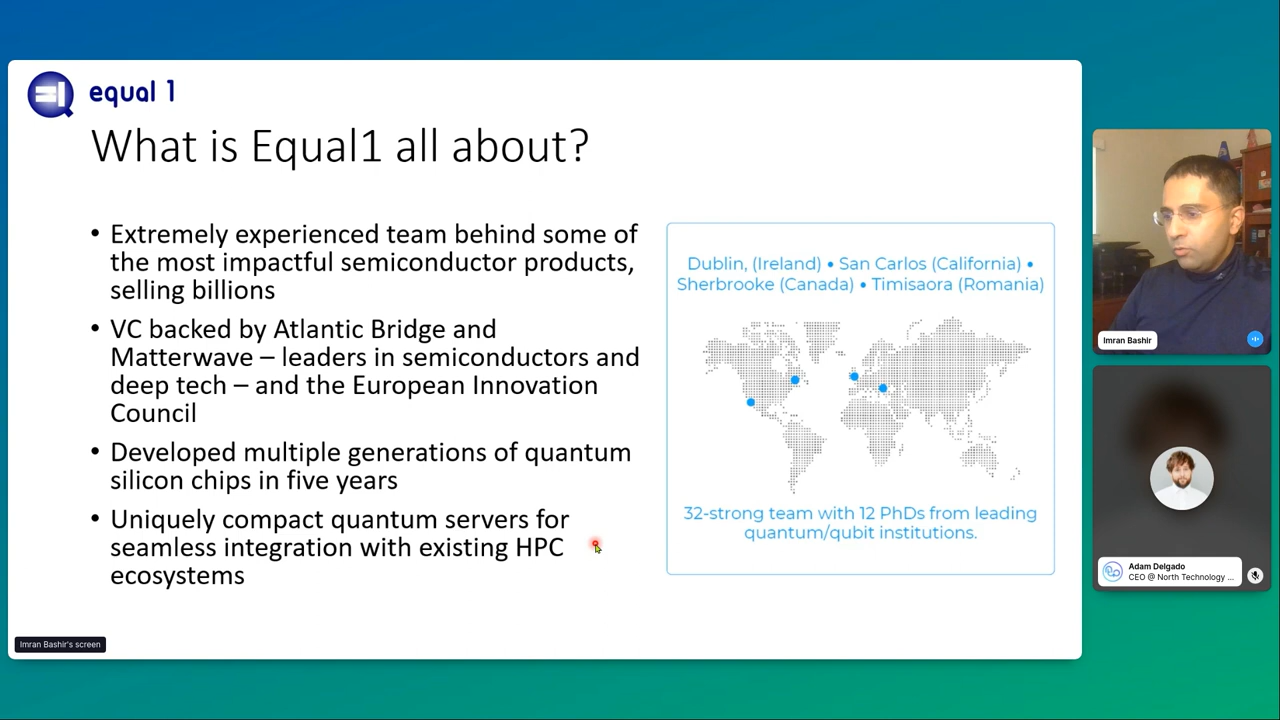 equal 1
What is Equal1 all about?
• Extremely experienced team behind some of
the most impactful semiconductor products,
selling billions
• VC backed by Atlantic Bridge and
Matterwave – leaders in semiconductors and
deep tech – and the European Innovation
Council
• Developed multiple generations of quantum
silicon chips in five years
• Uniquely compact quantum servers for
seamless integration with existing HPC
ecosystems
Dublin, (Ireland) • San Carlos (California) •
Sherbrooke (Canada) • Timisaora (Romania)
32-strong team with 12 PhDs from leading
quantum/qubit institutions.
Imran Bashir's screen
Imran Bashir
Adam Delgado
CEO @ North Technology ...